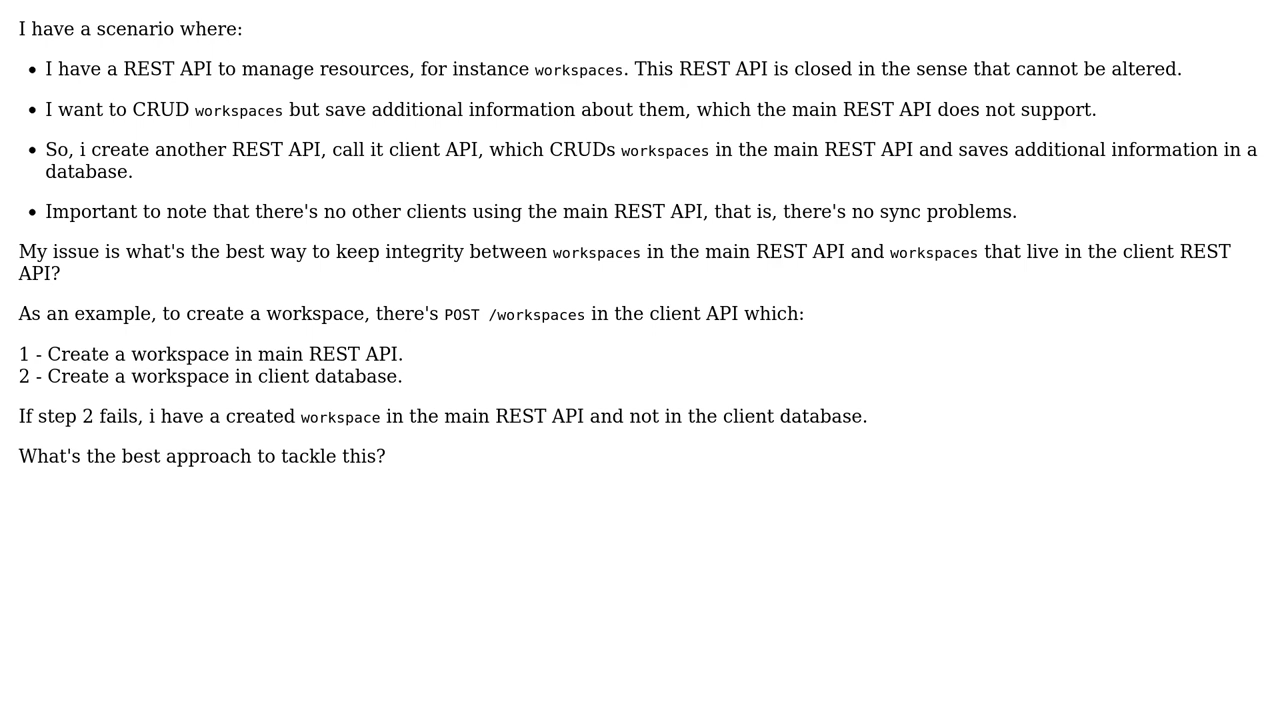 I have a scenario where:
• I have a REST API to manage resources, for instance workspaces. This REST API is closed in the sense that cannot be altered.
• I want to CRUD workspaces but save additional information about them, which the main REST API does not support.
• So, i create another REST API, call it client API, which CRUDs workspaces in the main REST API and saves additional information in a
database.
• Important to note that there's no other clients using the main REST API, that is, there's no sync problems.
My issue is what's the best way to keep integrity between workspaces in the main REST API and workspaces that live in the client REST
API?
As an example, to create a workspace, there's POST /workspaces in the client API which:
1 - Create a workspace in main REST API.
2 - Create a workspace in client database.
If step 2 fails, i have a created workspace in the main REST API and not in the client database.
What's the best approach to tackle this?